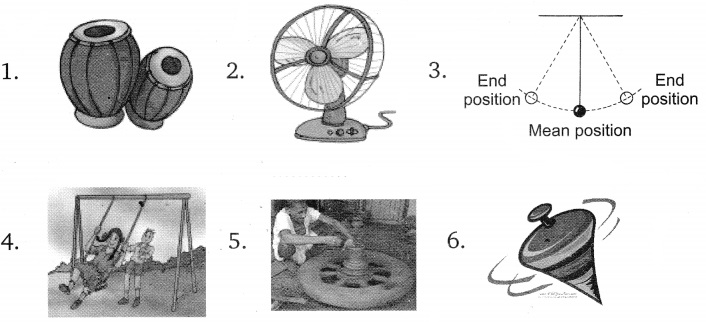 1.
2.
3.
End
position
End
position
Mean position
4.
5.
6.